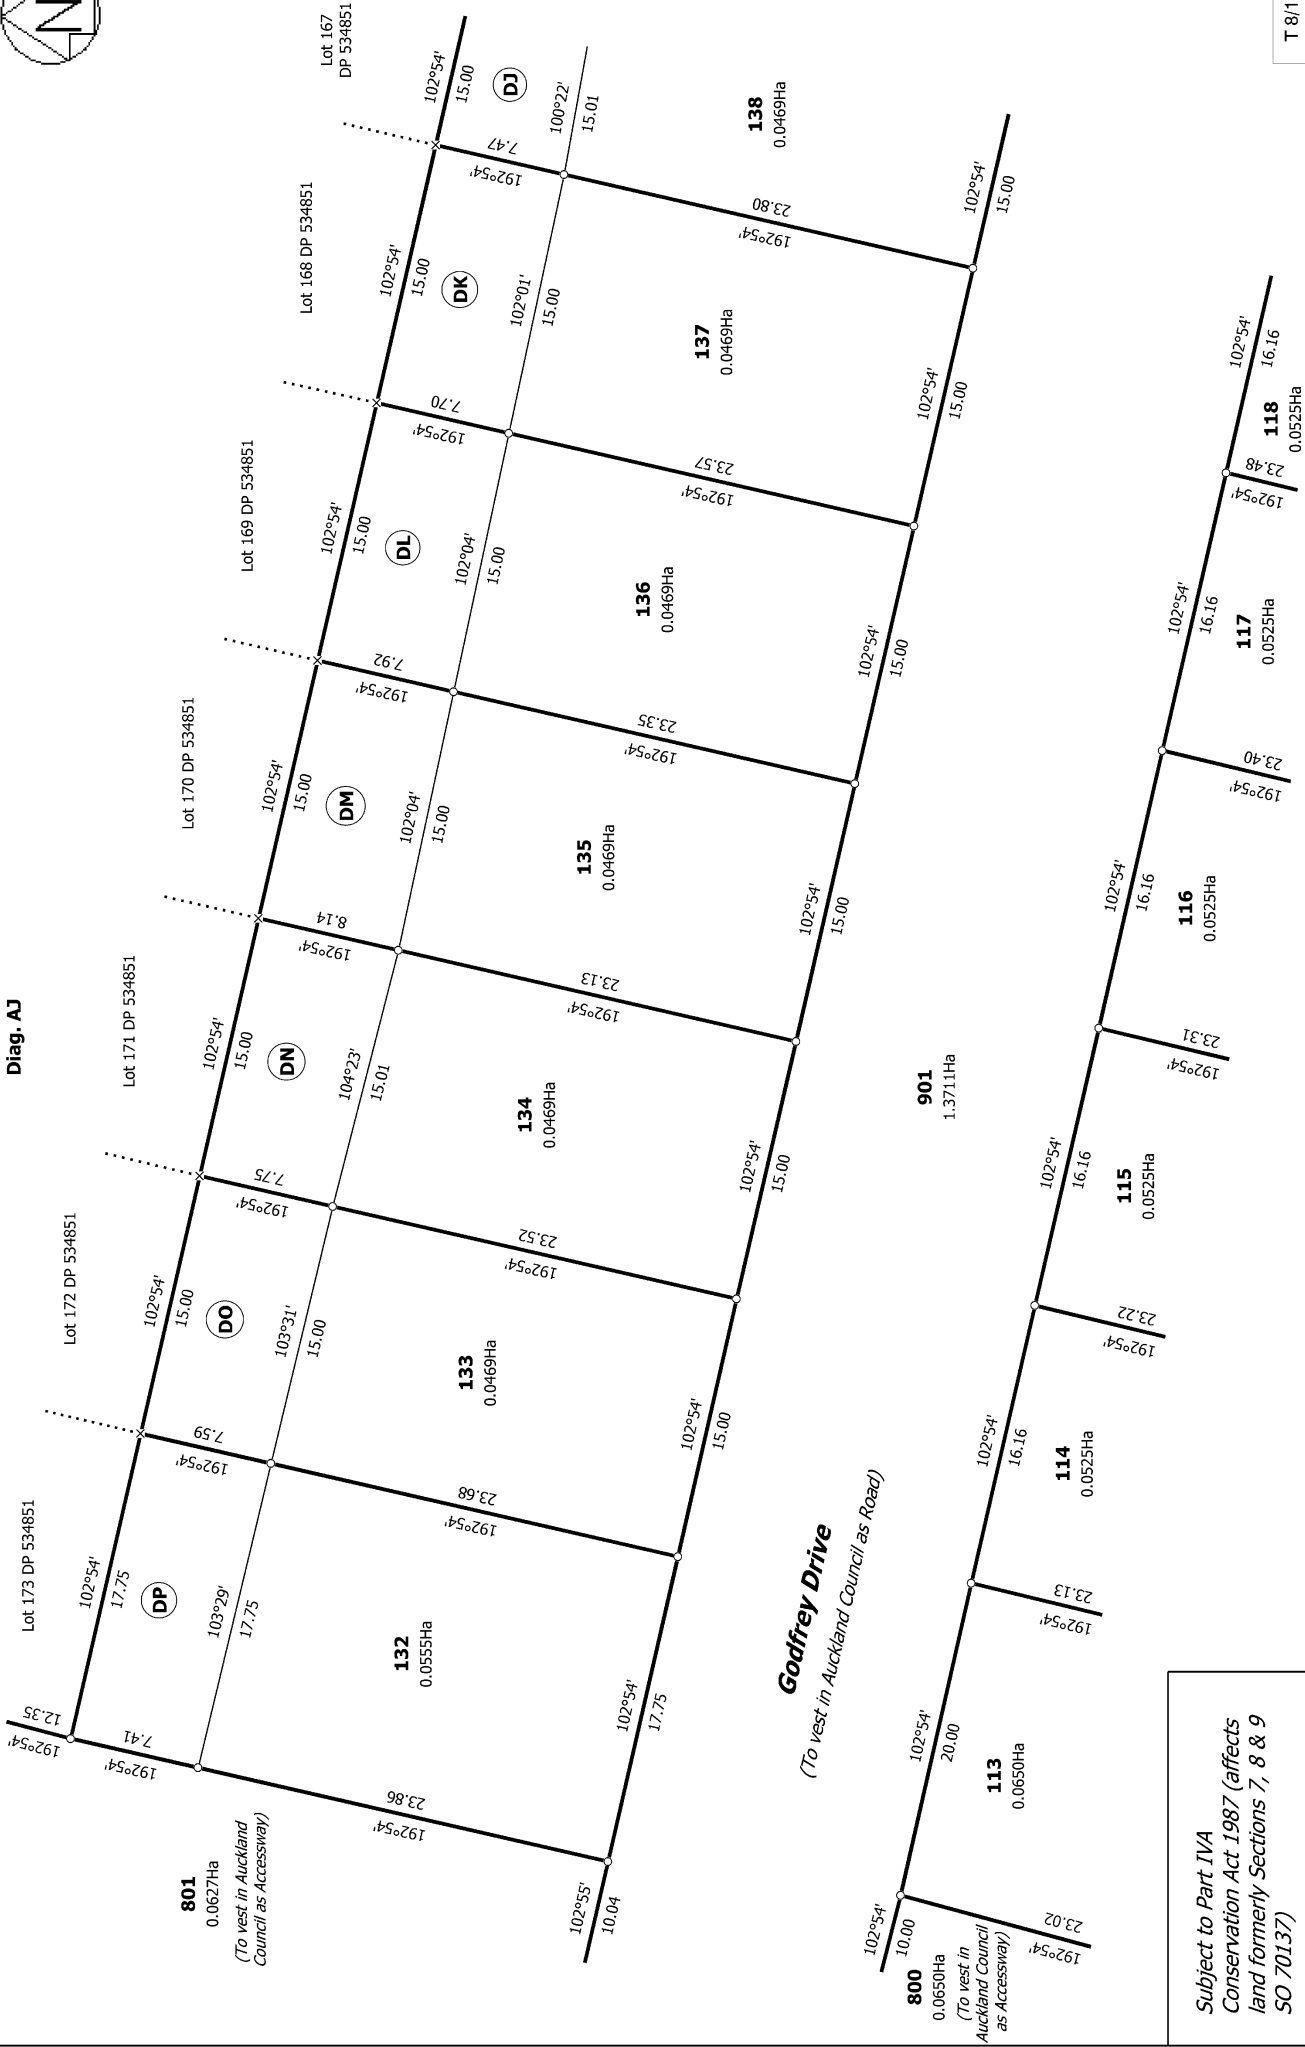 N
Diag. AJ
T 8/1
Lot 173 DP 534851
Lot 172 DP 534851
Lot 171 DP 534851
Lot 170 DP 534851
Lot 169 DP 534851
Lot 168 DP 534851
Lot 167
DP 534851
192°54'
12.35
102°54'
17.75
102°54'
15.00
102°54'
15.00
102°54'
15.00
102°54'
15.00
102°54'
15.00
102°54'
15.00
192°54'
7.41
DP
192°54'
7.59
DO
192°54'
7.75
DN
192°54'
8.14
DM
192°54'
7.92
DL
192°54'
7.70
DK
192°54'
7.47
DJ
103°29'
17.75
103°31'
15.00
104°23'
15.01
102°04'
15.00
102°04'
15.00
102°01'
15.00
100°22'
15.01
801
0.0627Ha
(To vest in Auckland
Council as Accessway)
192°54'
23.86
132
0.0555Ha
192°54'
23.68
133
0.0469Ha
192°54'
23.52
134
0.0469Ha
192°54'
23.13
135
0.0469Ha
192°54'
23.35
136
0.0469Ha
192°54'
23.57
137
0.0469Ha
192°54'
23.80
138
0.0469Ha
102°55'
10.04
102°54'
17.75
102°54'
15.00
102°54'
15.00
102°54'
15.00
102°54'
15.00
102°54'
15.00
102°54'
15.00
Godfrey Drive
(To vest in Auckland Council as Road)
901
1.3711Ha
102°54'
10.00
102°54'
20.00
102°54'
16.16
102°54'
16.16
102°54'
16.16
102°54'
16.16
102°54'
16.16
800
0.0650Ha
(To vest in
Auckland Council
as Accessway)
192°54'
23.02
113
0.0650Ha
192°54'
23.13
114
0.0525Ha
192°54'
23.22
115
0.0525Ha
192°54'
23.31
116
0.0525Ha
192°54'
23.40
117
0.0525Ha
192°54'
23.48
118
0.0525Ha
Subject to Part IVA
Conservation Act 1987 (affects
land formerly Sections 7, 8 & 9
SO 70137)